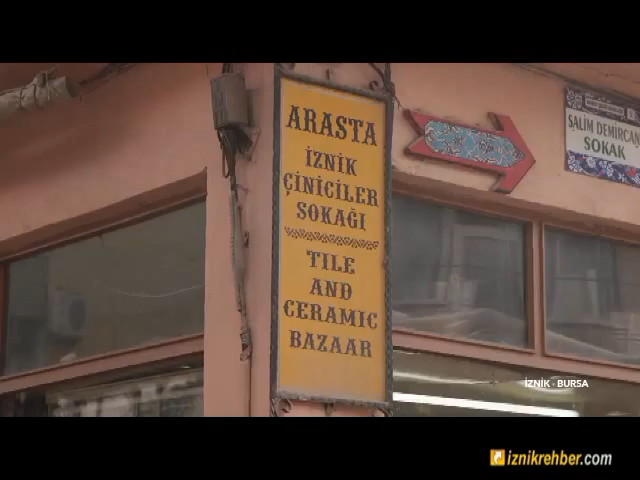 ARASTA
İZNİK
ÇİNİCİLER
SOKAĞI
TILE
AND
CERAMIC
BAZAAR
SALİM DEMİRCAN
SOKAK
İZNİK - BURSA
iznikrehber.com